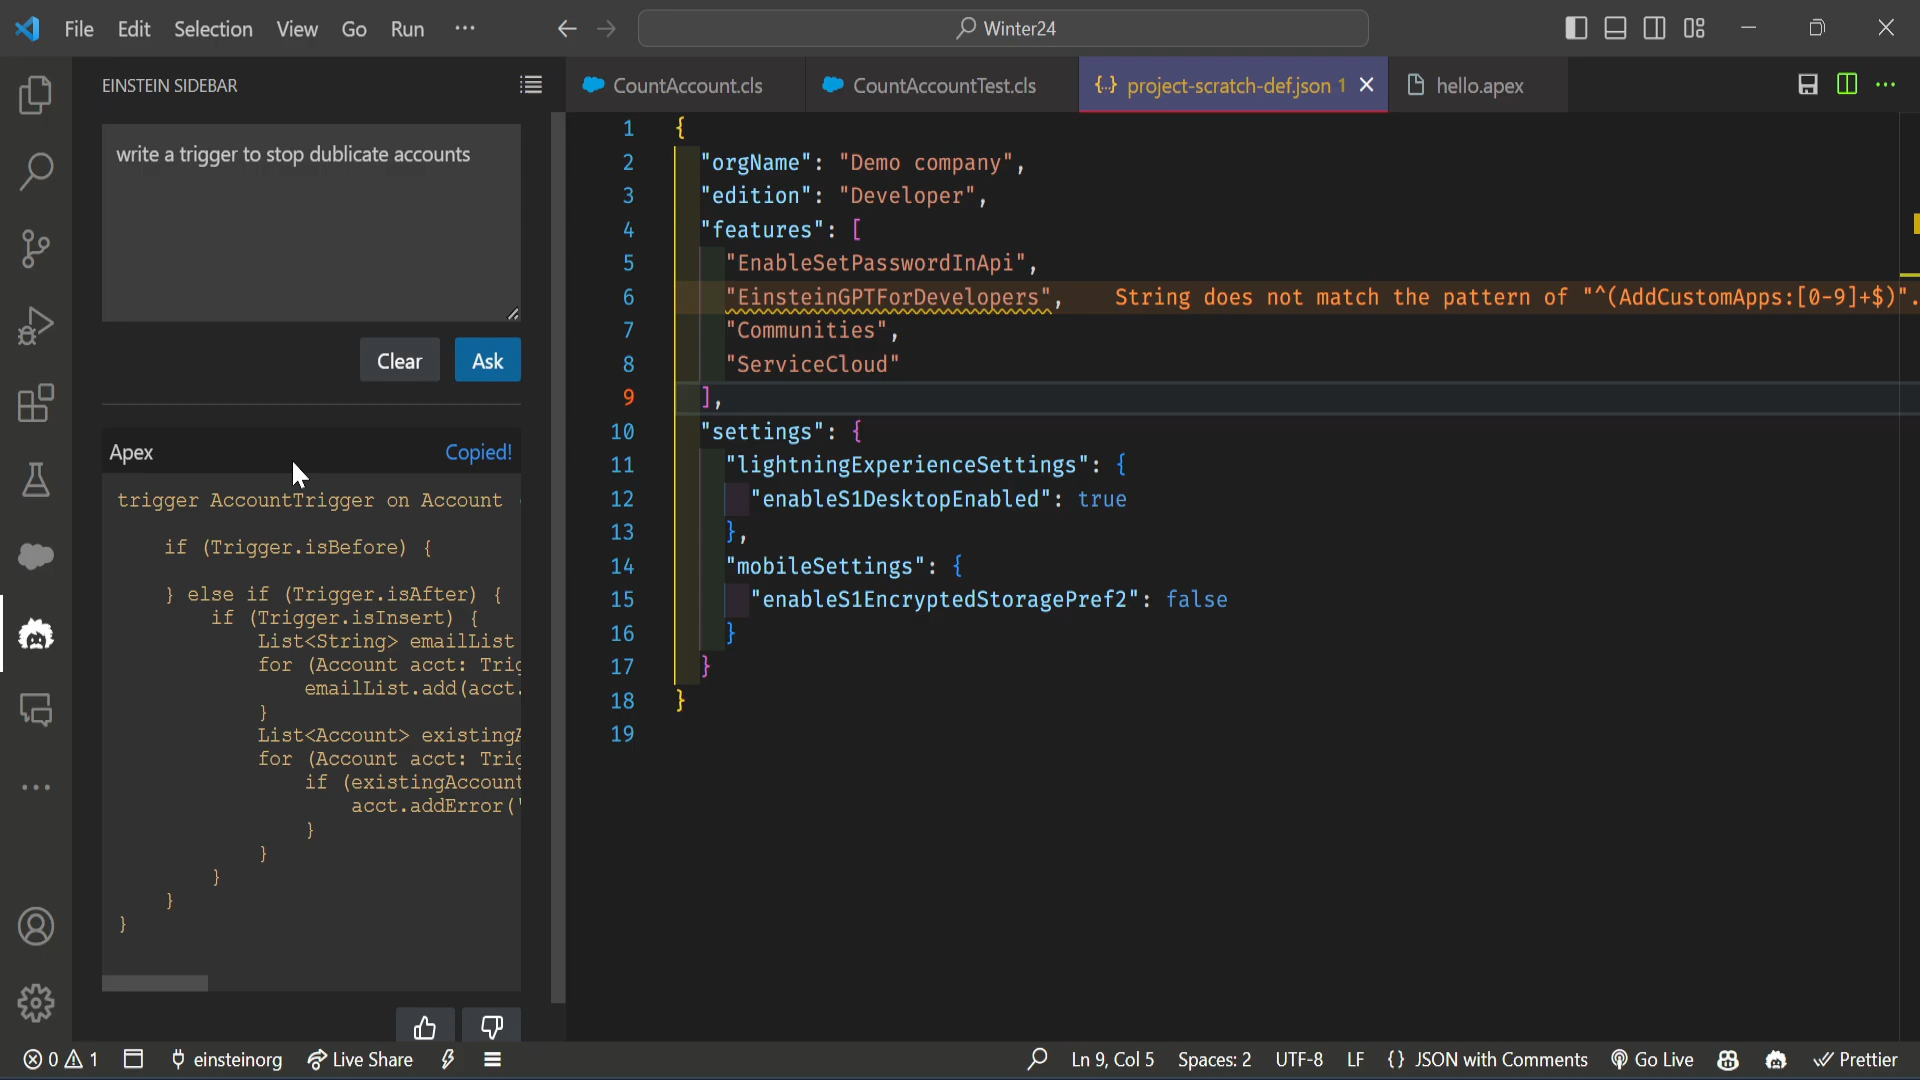 File Edit Selection View Go Run ···
Winter24
EINSTEIN SIDEBAR
write a trigger to stop dublicate accounts
Clear Ask
Apex Copied!
trigger AccountTrigger on Account
if (Trigger.isBefore) {
} else if (Trigger.isAfter) {
if (Trigger.isInsert) {
List<String> emailList
for (Account acct: Trig
emailList.add(acct.
}
List<Account> existingA
for (Account acct: Trig
if (existingAccount
acct.addError('
}
}
}
}
}
CountAccount.cls CountAccountTest.cls {..} project-scratch-def.json 1 hello.apex
1 {
2 "orgName": "Demo company",
3 "edition": "Developer",
4 "features": [
5 "EnableSetPasswordInApi",
6 "EinsteinGPTForDevelopers", String does not match the pattern of "^(AddCustomApps:[0-9]+$)".
7 "Communities",
8 "ServiceCloud"
9 ],
10 "settings": {
11 "lightningExperienceSettings": {
12 "enableS1DesktopEnabled": true
13 },
14 "mobileSettings": {
15 "enableS1EncryptedStoragePref2": false
16 }
17 }
18 }
19
0 1 einsteinorg Live Share Ln 9, Col 5 Spaces: 2 UTF-8 LF {} JSON with Comments Go Live Prettier